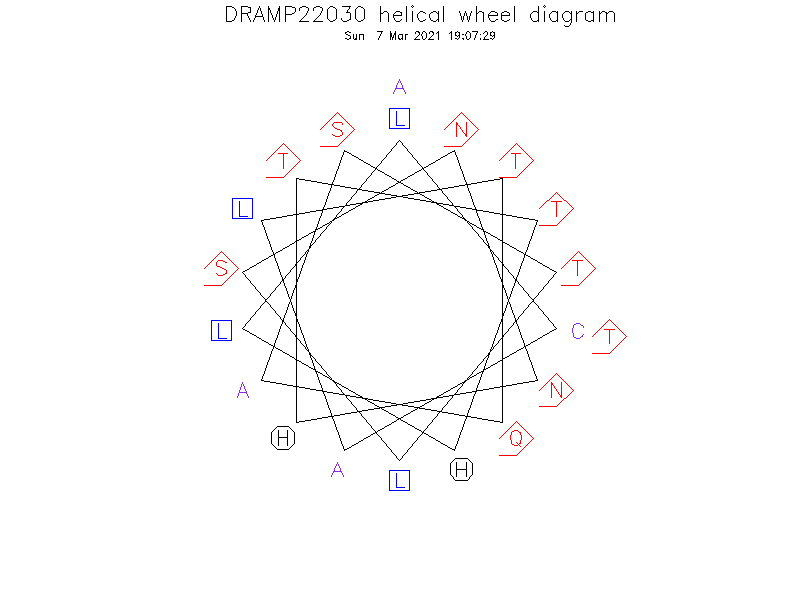 DRAMP22030 helical wheel diagram
Sun 7 Mar 2021 19:07:29
A
S L N
T T
L T
S T
L C T
A N
H Q
A L H